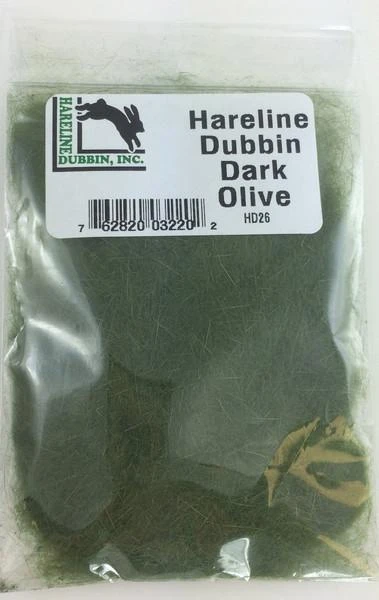 HARELINE
DUBBIN, INC.
Hareline
Dubbin
Dark
Olive
HD26
7 62820 03220 2